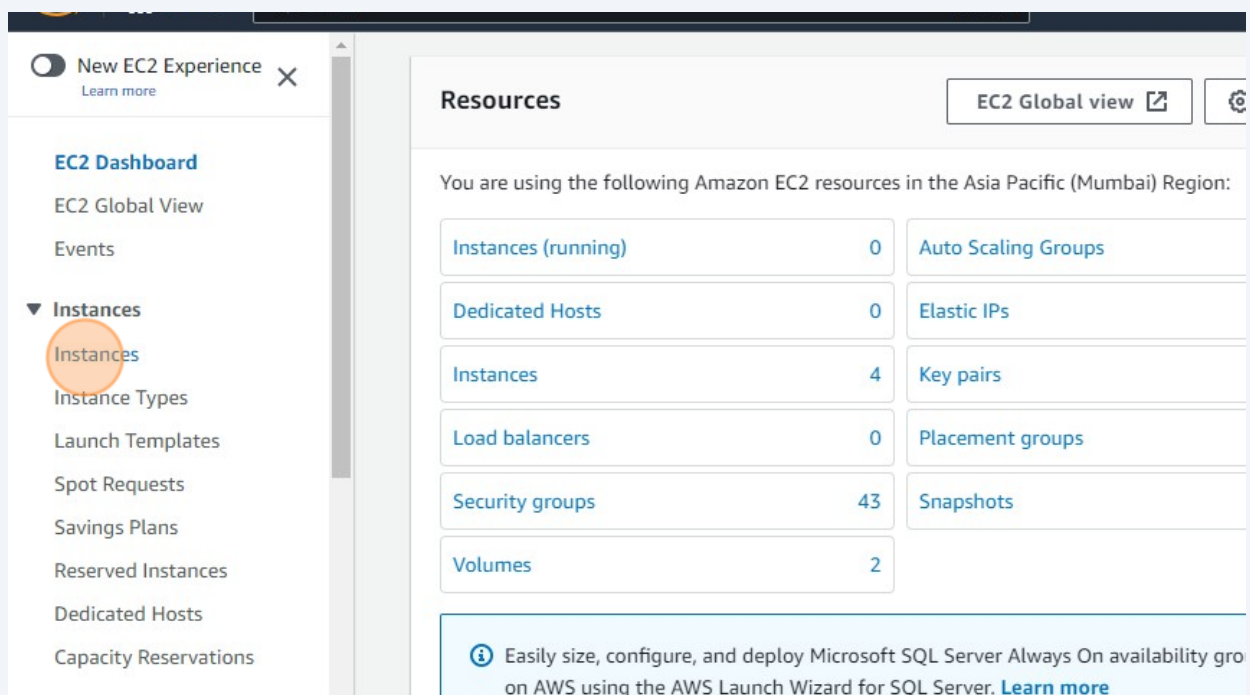 New EC2 Experience
Learn more
EC2 Dashboard
EC2 Global View
Events
Instances
Instances
Instance Types
Launch Templates
Spot Requests
Savings Plans
Reserved Instances
Dedicated Hosts
Capacity Reservations
Resources
EC2 Global view
You are using the following Amazon EC2 resources in the Asia Pacific (Mumbai) Region:
Instances (running) 0 Auto Scaling Groups
Dedicated Hosts 0 Elastic IPs
Instances 4 Key pairs
Load balancers 0 Placement groups
Security groups 43 Snapshots
Volumes 2
Easily size, configure, and deploy Microsoft SQL Server Always On availability
on AWS using the AWS Launch Wizard for SQL Server. Learn more